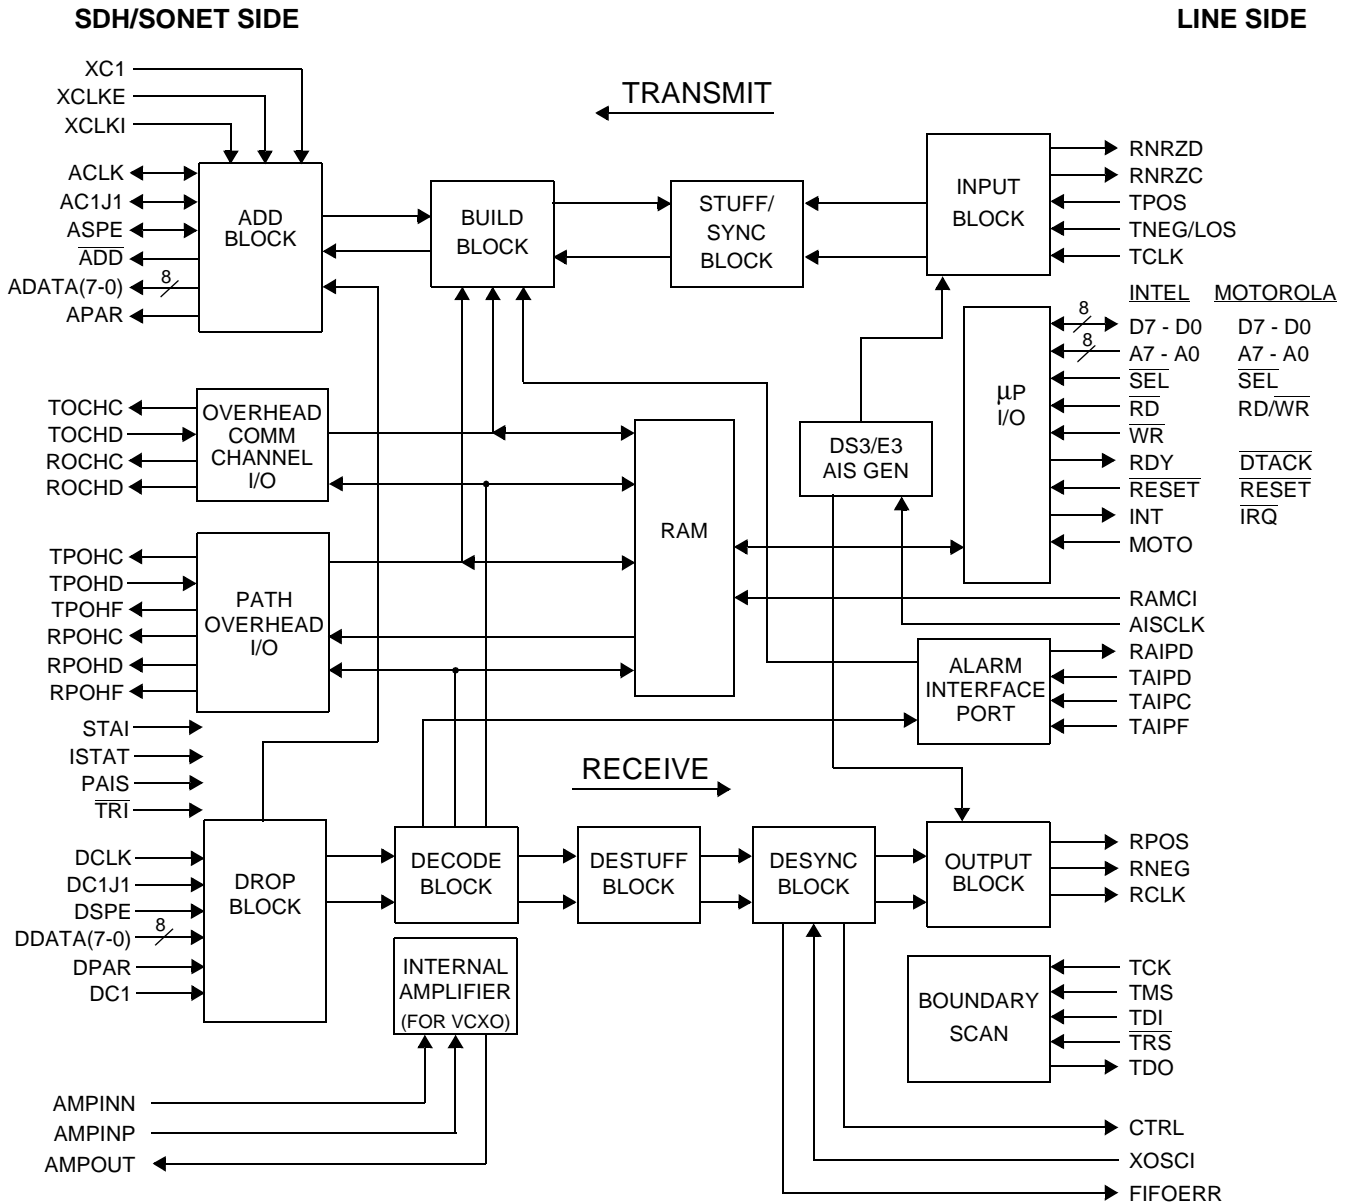 SDH/SONET SIDE
LINE SIDE
XC1
XCLKE
XCLKI
TRANSMIT
ACLK
AC1J1
ASPE
ADD
ADATA(7-0)
8
APAR
ADD
BLOCK
BUILD
BLOCK
STUFF/
SYNC
BLOCK
INPUT
BLOCK
RNRZD
RNRZC
TPOS
TNEG/LOS
TCLK
INTEL MOTOROLA
8
D7 - D0 D7 - D0
8
A7 - A0 A7 - A0
SEL SEL
RD RD/WR
WR
RDY DTACK
RESET RESET
INT IRQ
MOTO
µP
I/O
TOCHC
TOCHD
ROCHC
ROCHD
OVERHEAD
COMM
CHANNEL
I/O
DS3/E3
AIS GEN
RAM
TPOHC
TPOHD
TPOHF
RPOHC
RPOHD
RPOHF
PATH
OVERHEAD
I/O
RAMCI
AISCLK
RAIPD
TAIPD
TAIPC
TAIPF
ALARM
INTERFACE
PORT
STAI
ISTAT
PAIS
TRI
RECEIVE
DCLK
DC1J1
DSPE
DDATA(7-0)
8
DPAR
DC1
DROP
BLOCK
DECODE
BLOCK
DESTUFF
BLOCK
DESYNC
BLOCK
OUTPUT
BLOCK
RPOS
RNEG
RCLK
INTERNAL
AMPLIFIER
(FOR VCXO)
BOUNDARY
SCAN
TCK
TMS
TDI
TRS
TDO
AMPINN
AMPINP
AMPOUT
CTRL
XOSCI
FIFOERR